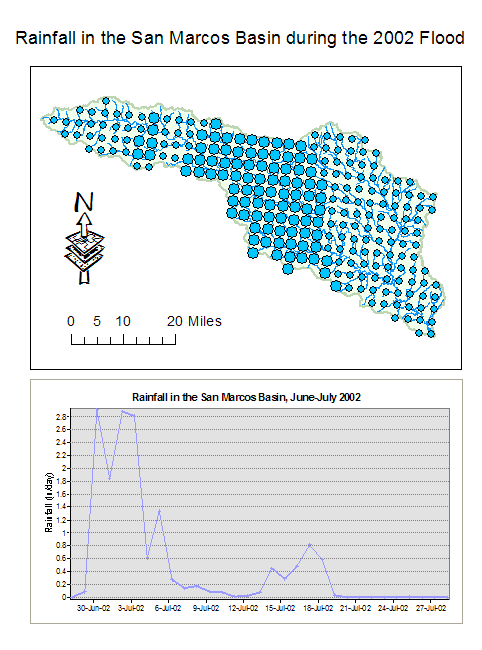 Rainfall in the San Marcos Basin during the 2002 Flood
N
0 5 10 20 Miles
Rainfall in the San Marcos Basin, June-July 2002
Rainfall (in/day)
2.8
2.6
2.4
2.2
2
1.8
1.6
1.4
1.2
1
0.8
0.6
0.4
0.2
0
30-Jun-02 3-Jul-02 6-Jul-02 9-Jul-02 12-Jul-02 15-Jul-02 18-Jul-02 21-Jul-02 24-Jul-02 27-Jul-02